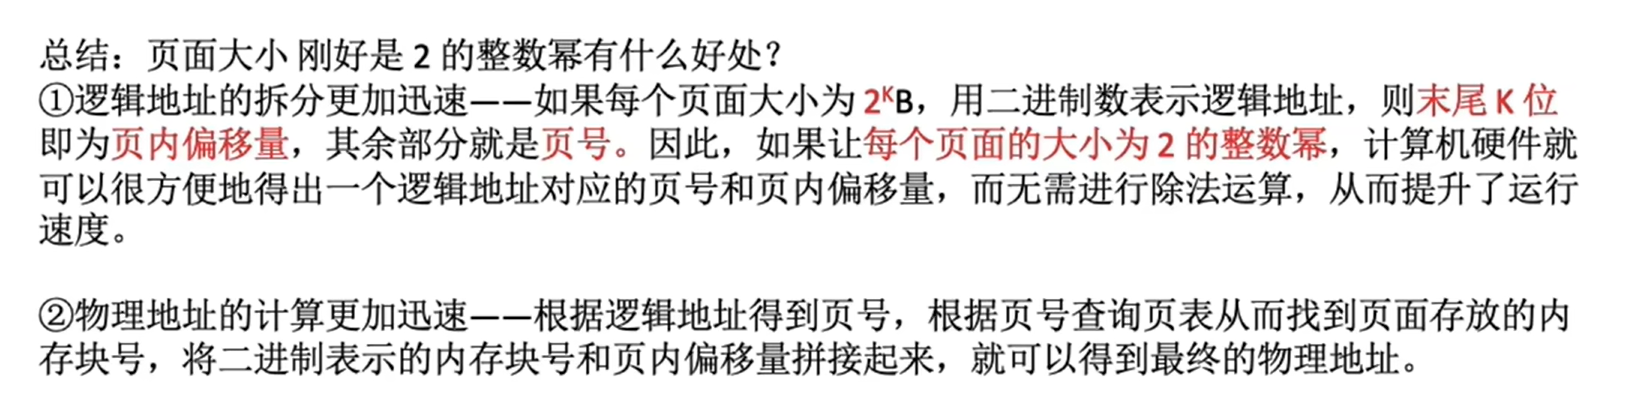 总结：页面大小 刚好是 2 的整数幂有什么好处？
①逻辑地址的拆分更加迅速——如果每个页面大小为 2ᴷB，用二进制数表示逻辑地址，则末尾 K 位
即为页内偏移量，其余部分就是页号。因此，如果让每个页面的大小为 2 的整数幂，计算机硬件就
可以很方便地得出一个逻辑地址对应的页号和页内偏移量，而无需进行除法运算，从而提升了运行
速度。
②物理地址的计算更加迅速——根据逻辑地址得到页号，根据页号查询页表从而找到页面存放的内
存块号，将二进制表示的内存块号和页内偏移量拼接起来，就可以得到最终的物理地址。